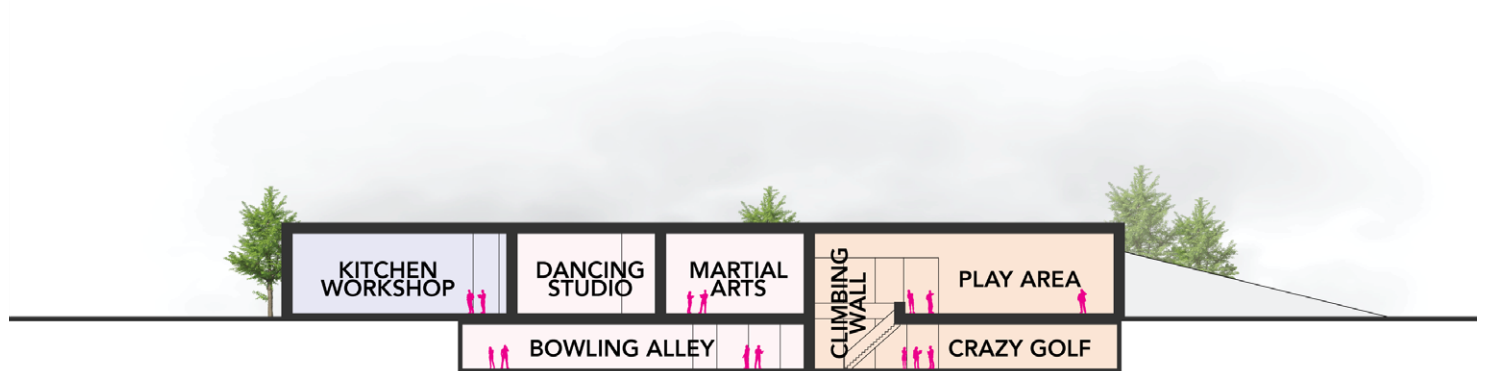 KITCHEN
WORKSHOP
DANCING
STUDIO
MARTIAL
ARTS
CLIMBING
WALL
PLAY AREA
BOWLING ALLEY
CRAZY GOLF